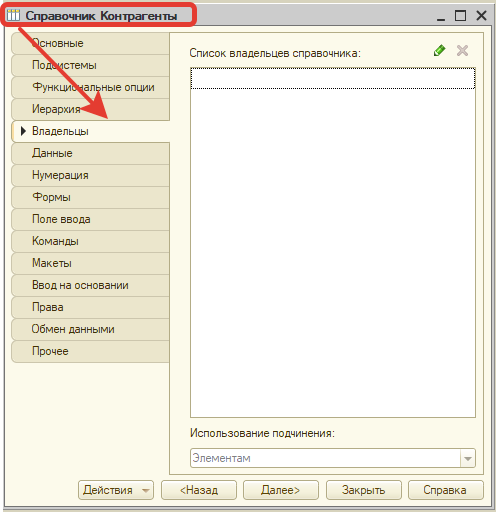 Справочник Контрагенты
Основные
Подсистемы
Функциональные опции
Иерархия
Владельцы
Данные
Нумерация
Формы
Поле ввода
Команды
Макеты
Ввод на основании
Права
Обмен данными
Прочее
Список владельцев справочника:
Использование подчинения:
Элементам
Действия
<Назад
Далее>
Закрыть
Справка